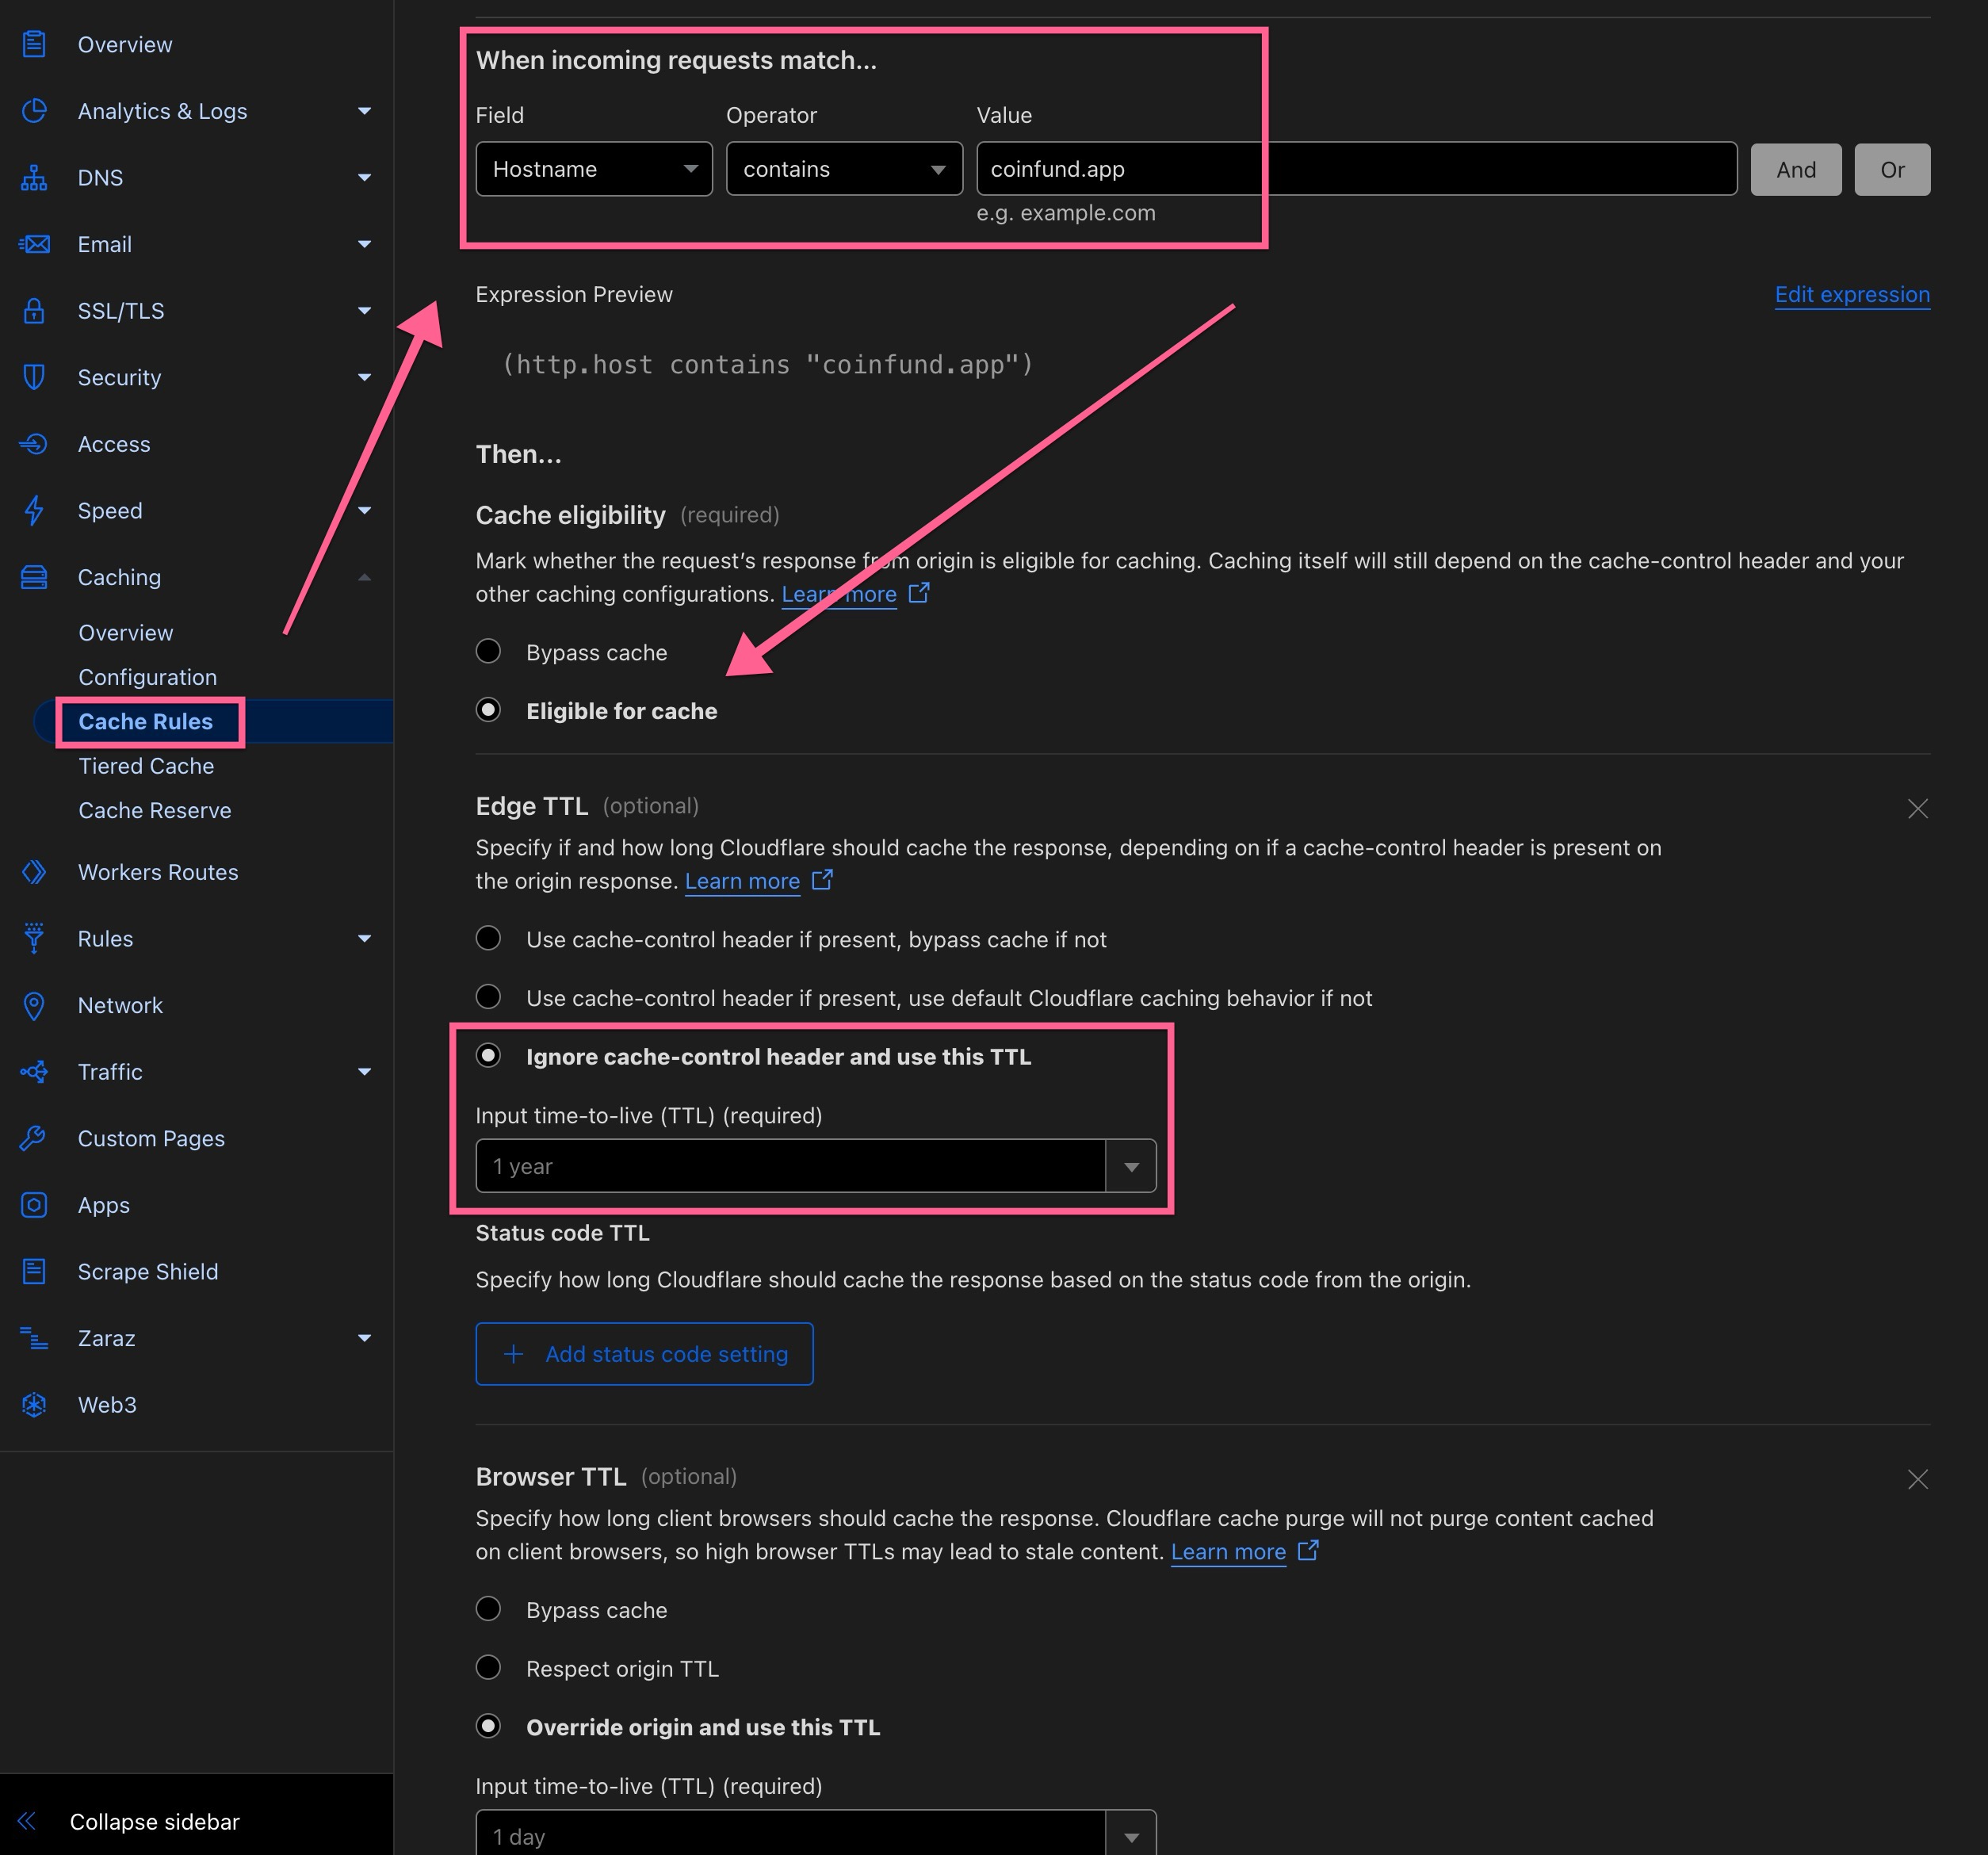 Overview
Analytics & Logs
DNS
Email
SSL/TLS
Security
Access
Speed
Caching
Overview
Configuration
Cache Rules
Tiered Cache
Cache Reserve
Workers Routes
Rules
Network
Traffic
Custom Pages
Apps
Scrape Shield
Zaraz
Web3
Collapse sidebar
When incoming requests match...
Field Operator Value
Hostname contains coinfund.app And Or
e.g. example.com
Expression Preview Edit expression
(http.host contains "coinfund.app")
Then...
Cache eligibility (required)
Mark whether the request’s response from origin is eligible for caching. Caching itself will still depend on the cache-control header and your
other caching configurations. Learn more
Bypass cache
Eligible for cache
Edge TTL (optional)
Specify if and how long Cloudflare should cache the response, depending on if a cache-control header is present on
the origin response. Learn more
Use cache-control header if present, bypass cache if not
Use cache-control header if present, use default Cloudflare caching behavior if not
Ignore cache-control header and use this TTL
Input time-to-live (TTL) (required)
1 year
Status code TTL
Specify how long Cloudflare should cache the response based on the status code from the origin.
+ Add status code setting
Browser TTL (optional)
Specify how long client browsers should cache the response. Cloudflare cache purge will not purge content cached
on client browsers, so high browser TTLs may lead to stale content. Learn more
Bypass cache
Respect origin TTL
Override origin and use this TTL
Input time-to-live (TTL) (required)
1 day